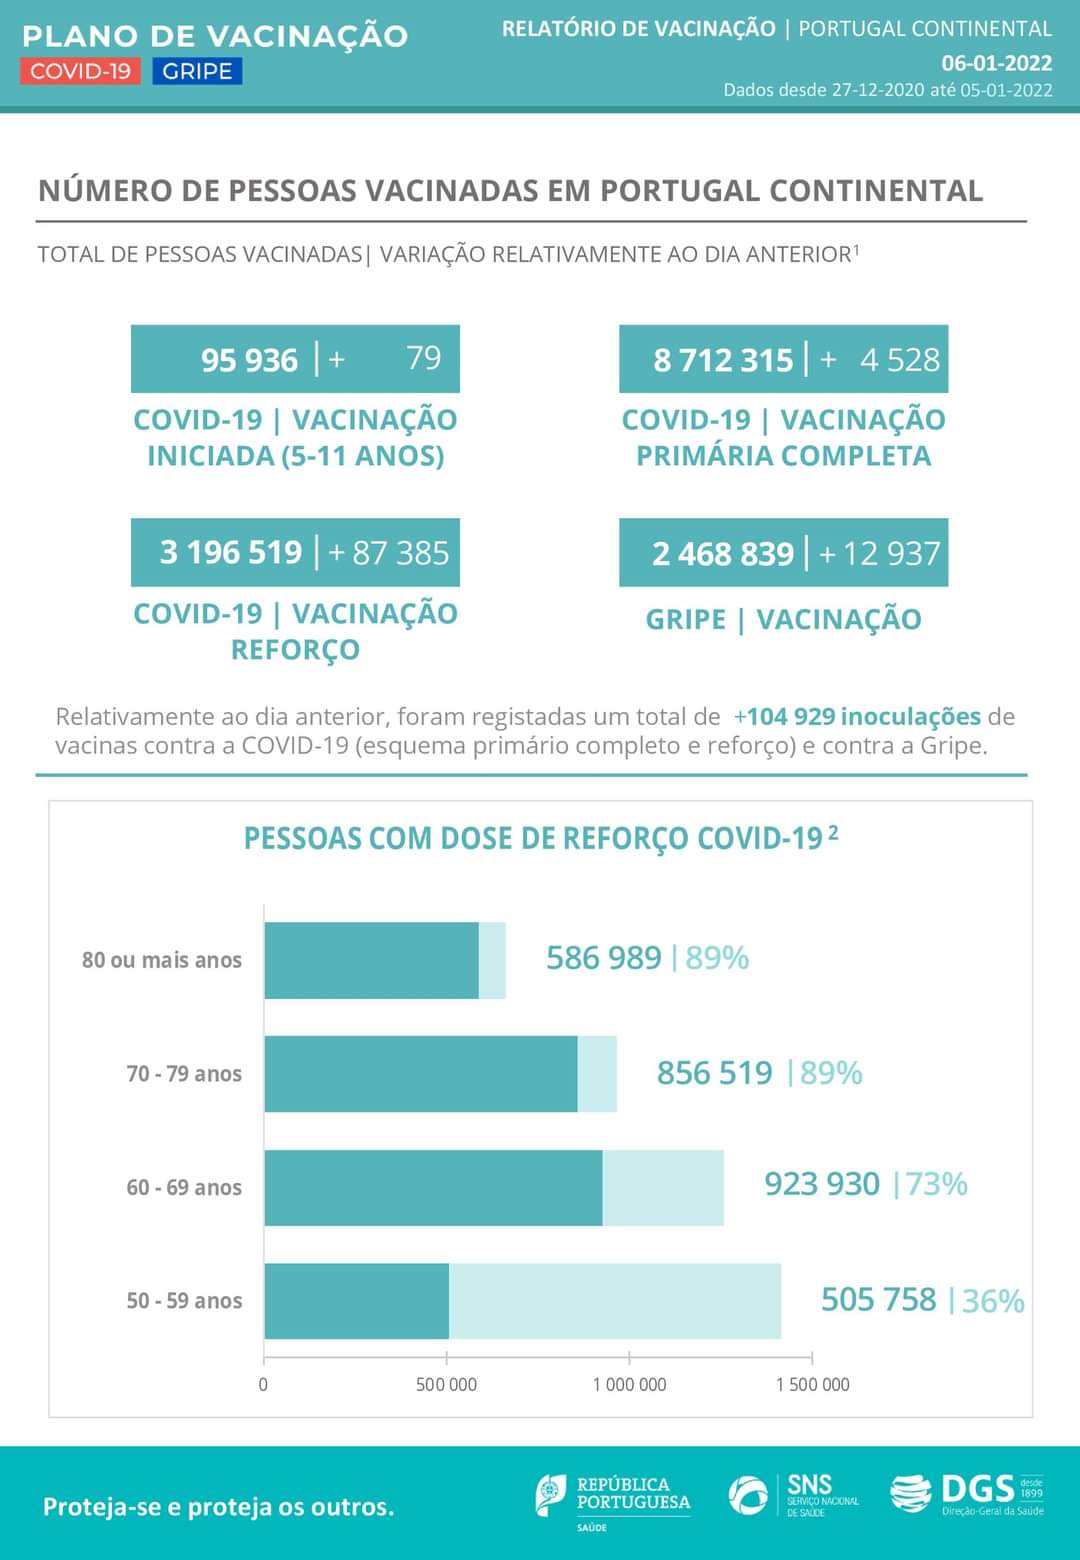 PLANO DE VACINAÇÃO
COVID-19 GRIPE
RELATÓRIO DE VACINAÇÃO | PORTUGAL CONTINENTAL
06-01-2022
Dados desde 27-12-2020 até 05-01-2022
NÚMERO DE PESSOAS VACINADAS EM PORTUGAL CONTINENTAL
TOTAL DE PESSOAS VACINADAS| VARIAÇÃO RELATIVAMENTE AO DIA ANTERIOR¹
95 936 | + 79
COVID-19 | VACINAÇÃO
INICIADA (5-11 ANOS)
8 712 315 | + 4 528
COVID-19 | VACINAÇÃO
PRIMÁRIA COMPLETA
3 196 519 | + 87 385
COVID-19 | VACINAÇÃO
REFORÇO
2 468 839 | + 12 937
GRIPE | VACINAÇÃO
Relativamente ao dia anterior, foram registadas um total de +104 929 inoculações de
vacinas contra a COVID-19 (esquema primário completo e reforço) e contra a Gripe.
PESSOAS COM DOSE DE REFORÇO COVID-19 ²
80 ou mais anos 586 989 | 89%
70 - 79 anos 856 519 | 89%
60 - 69 anos 923 930 | 73%
50 - 59 anos 505 758 | 36%
0 500 000 1 000 000 1 500 000
Proteja-se e proteja os outros.
REPÚBLICA
PORTUGUESA
SAÚDE
SNS
SERVIÇO NACIONAL
DE SAÚDE
DGS desde
1899
Direção-Geral da Saúde